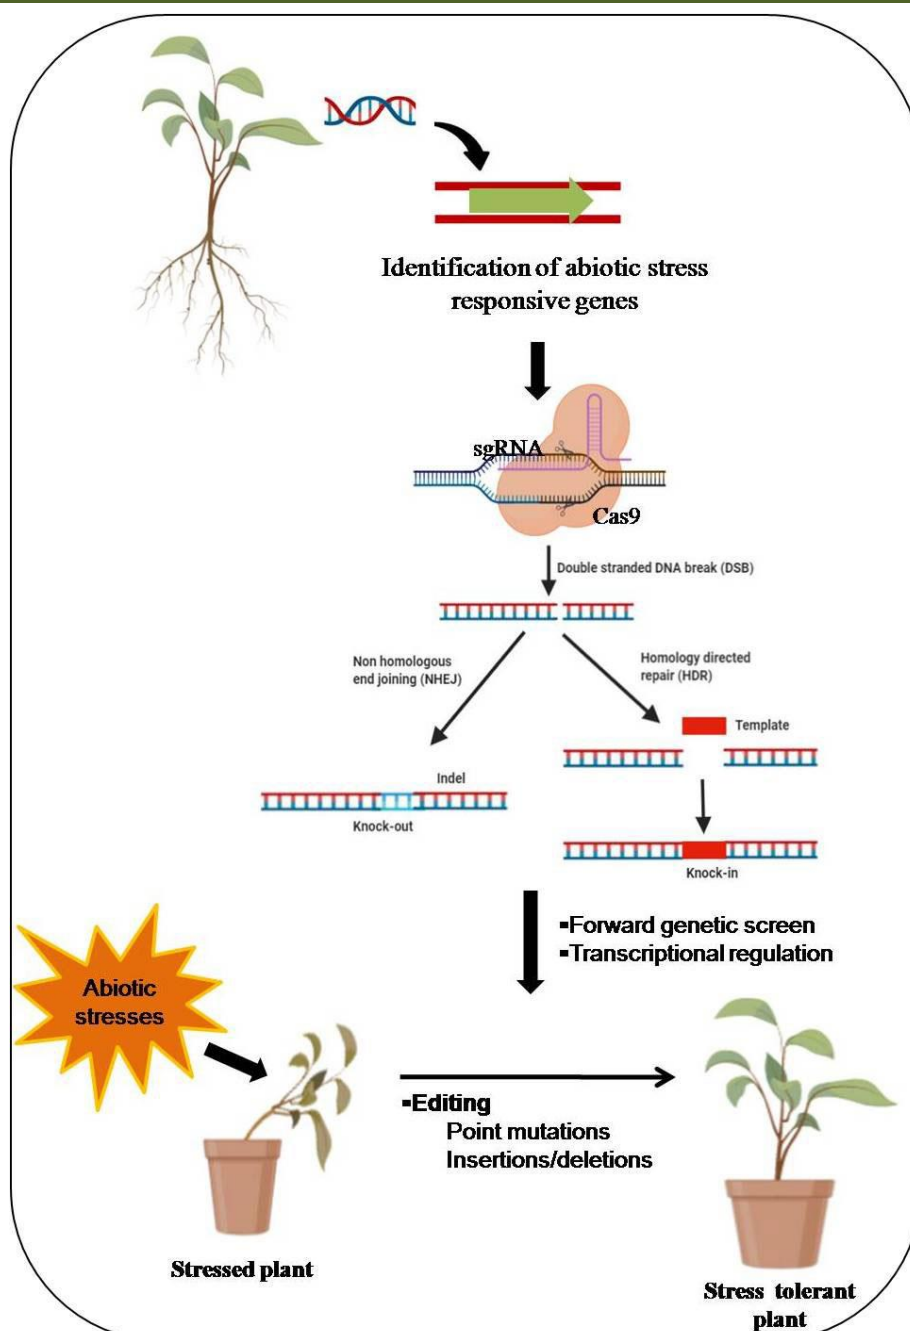 Identification of abiotic stress
responsive genes
sgRNA
Cas9
Double stranded DNA break (DSB)
Non homologous
end joining (NHEJ)
Homology directed
repair (HDR)
Template
Indel
Knock-out
Knock-in
▪Forward genetic screen
▪Transcriptional regulation
Abiotic
stresses
▪Editing
Point mutations
Insertions/deletions
Stressed plant
Stress tolerant
plant